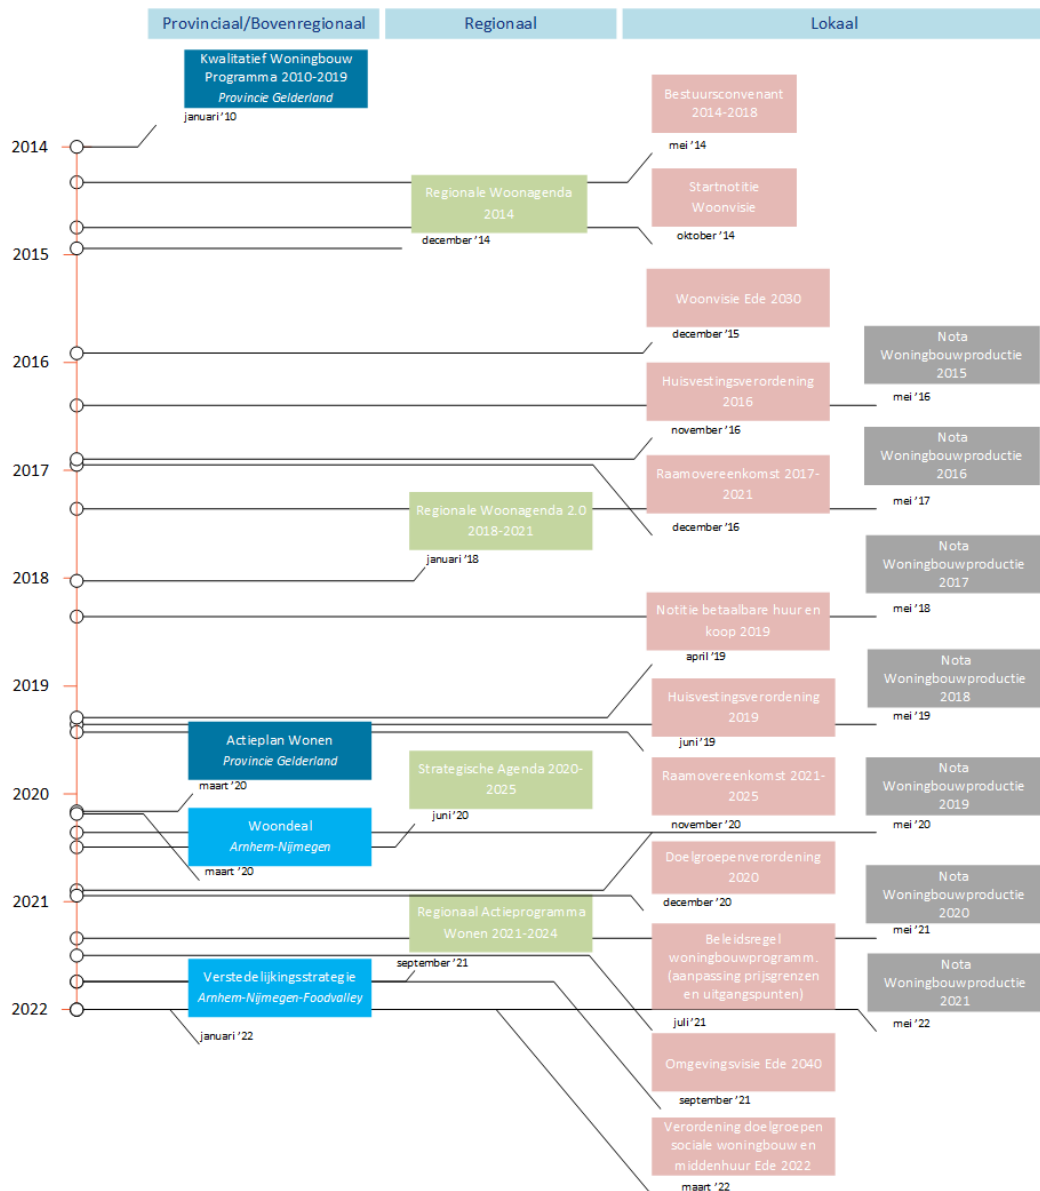 Provinciaal/Bovenregionaal
Regionaal
Lokaal
Kwalitatief Woningbouw
Programma 2010-2019
Provincie Gelderland
januari '10
Bestuursconvenant
2014-2018
mei '14
2014
Regionale Woonagenda
2014
december '14
Startnotitie
Woonvisie
oktober '14
2015
Woonvisie Ede 2030
december '15
Nota
Woningbouwproductie
2015
mei '16
2016
Huisvestingsverordening
2016
november '16
Nota
Woningbouwproductie
2016
mei '17
2017
Raamovereenkomst 2017-
2021
december '16
Regionale Woonagenda 2.0
2018-2021
januari '18
Nota
Woningbouwproductie
2017
mei '18
2018
Notitie betaalbare huur en
koop 2019
april '19
Nota
Woningbouwproductie
2018
mei '19
2019
Huisvestingsverordening
2019
juni '19
Actieplan Wonen
Provincie Gelderland
maart '20
Strategische Agenda 2020-
2025
juni '20
Raamovereenkomst 2021-
2025
november '20
Nota
Woningbouwproductie
2019
mei '20
2020
Woondeal
Arnhem-Nijmegen
maart '20
Doelgroepenverordening
2020
december '20
Nota
Woningbouwproductie
2020
mei '21
2021
Regionaal Actieprogramma
Wonen 2021-2024
september '21
Beleidsregel
woningbouwprogramm.
(aanpassing prijsgrenzen
en uitgangspunten)
juli '21
Nota
Woningbouwproductie
2021
mei '22
Verstedelijkingsstrategie
Arnhem-Nijmegen-Foodvalley
januari '22
2022
Omgevingsvisie Ede 2040
september '21
Verordening doelgroepen
sociale woningbouw en
middenhuur Ede 2022
maart '22